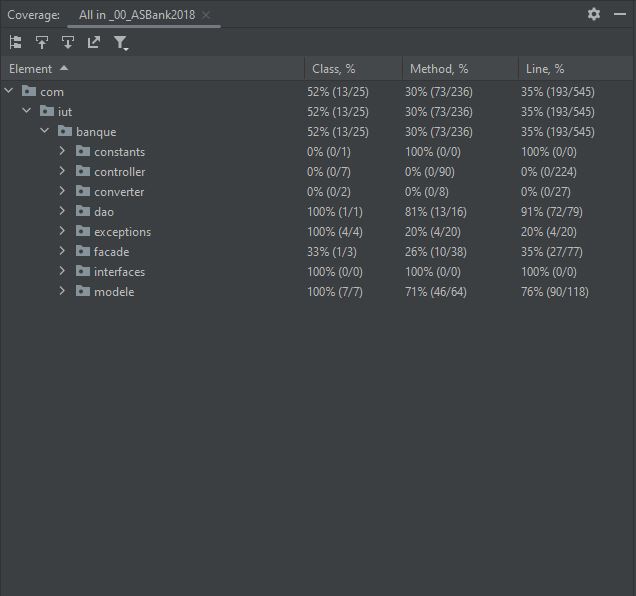 Coverage: All in _00_ASBank2018
Element Class, % Method, % Line, %
com 52% (13/25) 30% (73/236) 35% (193/545)
iut 52% (13/25) 30% (73/236) 35% (193/545)
banque 52% (13/25) 30% (73/236) 35% (193/545)
constants 0% (0/1) 100% (0/0) 100% (0/0)
controller 0% (0/7) 0% (0/90) 0% (0/224)
converter 0% (0/2) 0% (0/8) 0% (0/27)
dao 100% (1/1) 81% (13/16) 91% (72/79)
exceptions 100% (4/4) 20% (4/20) 20% (4/20)
facade 33% (1/3) 26% (10/38) 35% (27/77)
interfaces 100% (0/0) 100% (0/0) 100% (0/0)
modele 100% (7/7) 71% (46/64) 76% (90/118)